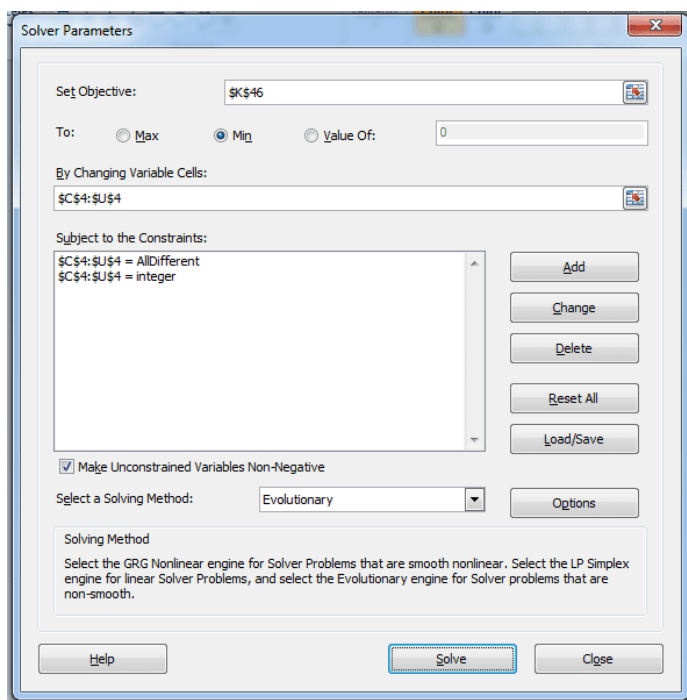 Solver Parameters
Set Objective:
$K$46
To:
Max
Min
Value Of:
0
By Changing Variable Cells:
$C$4:$U$4
Subject to the Constraints:
$C$4:$U$4 = AllDifferent
$C$4:$U$4 = integer
Add
Change
Delete
Reset All
Load/Save
Make Unconstrained Variables Non-Negative
Select a Solving Method:
Evolutionary
Options
Solving Method
Select the GRG Nonlinear engine for Solver Problems that are smooth nonlinear. Select the LP Simplex
engine for linear Solver Problems, and select the Evolutionary engine for Solver problems that are
non-smooth.
Help
Solve
Close